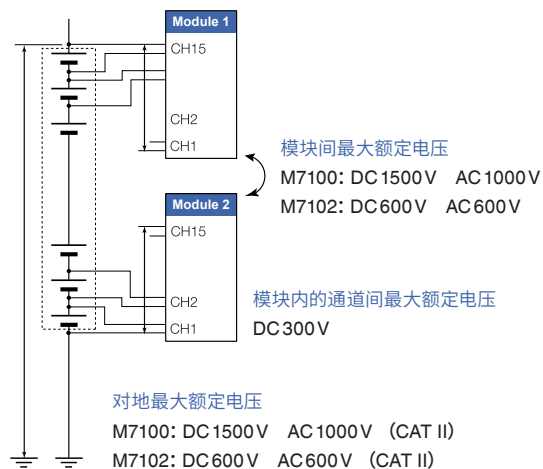 Module 1
CH15
CH2
CH1
模块间最大额定电压
M7100: DC1500V AC1000V
M7102: DC600V AC600V
Module 2
CH15
CH2
CH1
模块内的通道间最大额定电压
DC300V
对地最大额定电压
M7100: DC1500V AC1000V （CAT II）
M7102: DC600V AC600V （CAT II）